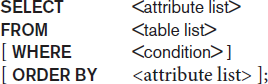 SELECT <attribute list>
FROM <table list>
[ WHERE <condition> ]
[ ORDER BY <attribute list> ];